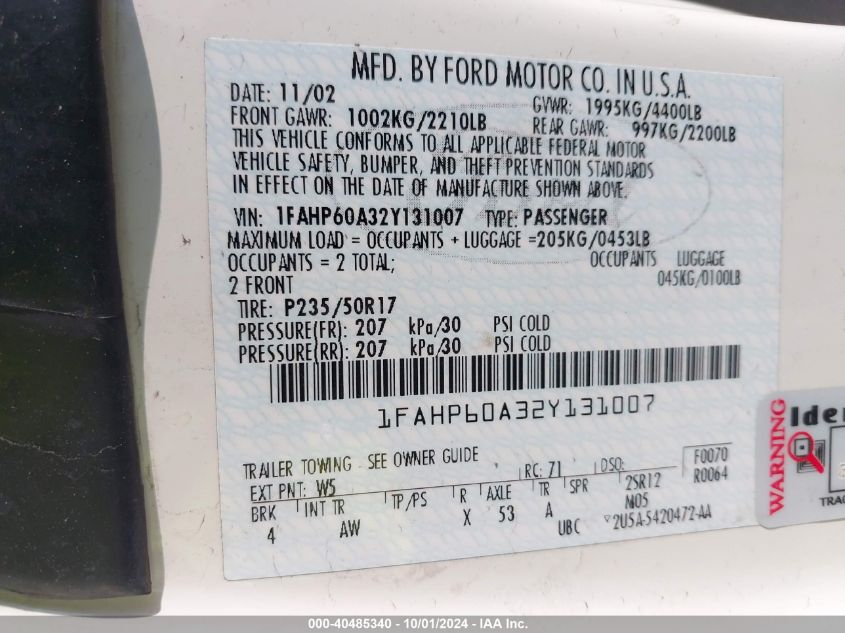 MFD. BY FORD MOTOR CO. IN U.S.A.
DATE: 11/02 GVWR: 1995KG/4400LB
FRONT GAWR: 1002KG/2210LB REAR GAWR: 997KG/2200LB
THIS VEHICLE CONFORMS TO ALL APPLICABLE FEDERAL MOTOR
VEHICLE SAFETY, BUMPER, AND THEFT PREVENTION STANDARDS
IN EFFECT ON THE DATE OF MANUFACTURE SHOWN ABOVE.
VIN: 1FAHP60A32Y131007 TYPE: PASSENGER
MAXIMUM LOAD = OCCUPANTS + LUGGAGE =205KG/0453LB
OCCUPANTS = 2 TOTAL; OCCUPANTS LUGGAGE
2 FRONT 045KG/0100LB
TIRE: P235/50R17
PRESSURE(FR): 207 kPa/30 PSI COLD
PRESSURE(RR): 207 kPa/30 PSI COLD
1FAHP60A32Y131007
TRAILER TOWING - SEE OWNER GUIDE
EXT PNT: W5 RC: 71 DSO: F0070
BRK INT TR TP/PS R AXLE TR SPR 2SR12 R0064
4 AW X 53 A M05
UBC 2U5A-5420472-AA
WARNING
Iden
TRAC
000-40485340 - 10/01/2024 - IAA Inc.